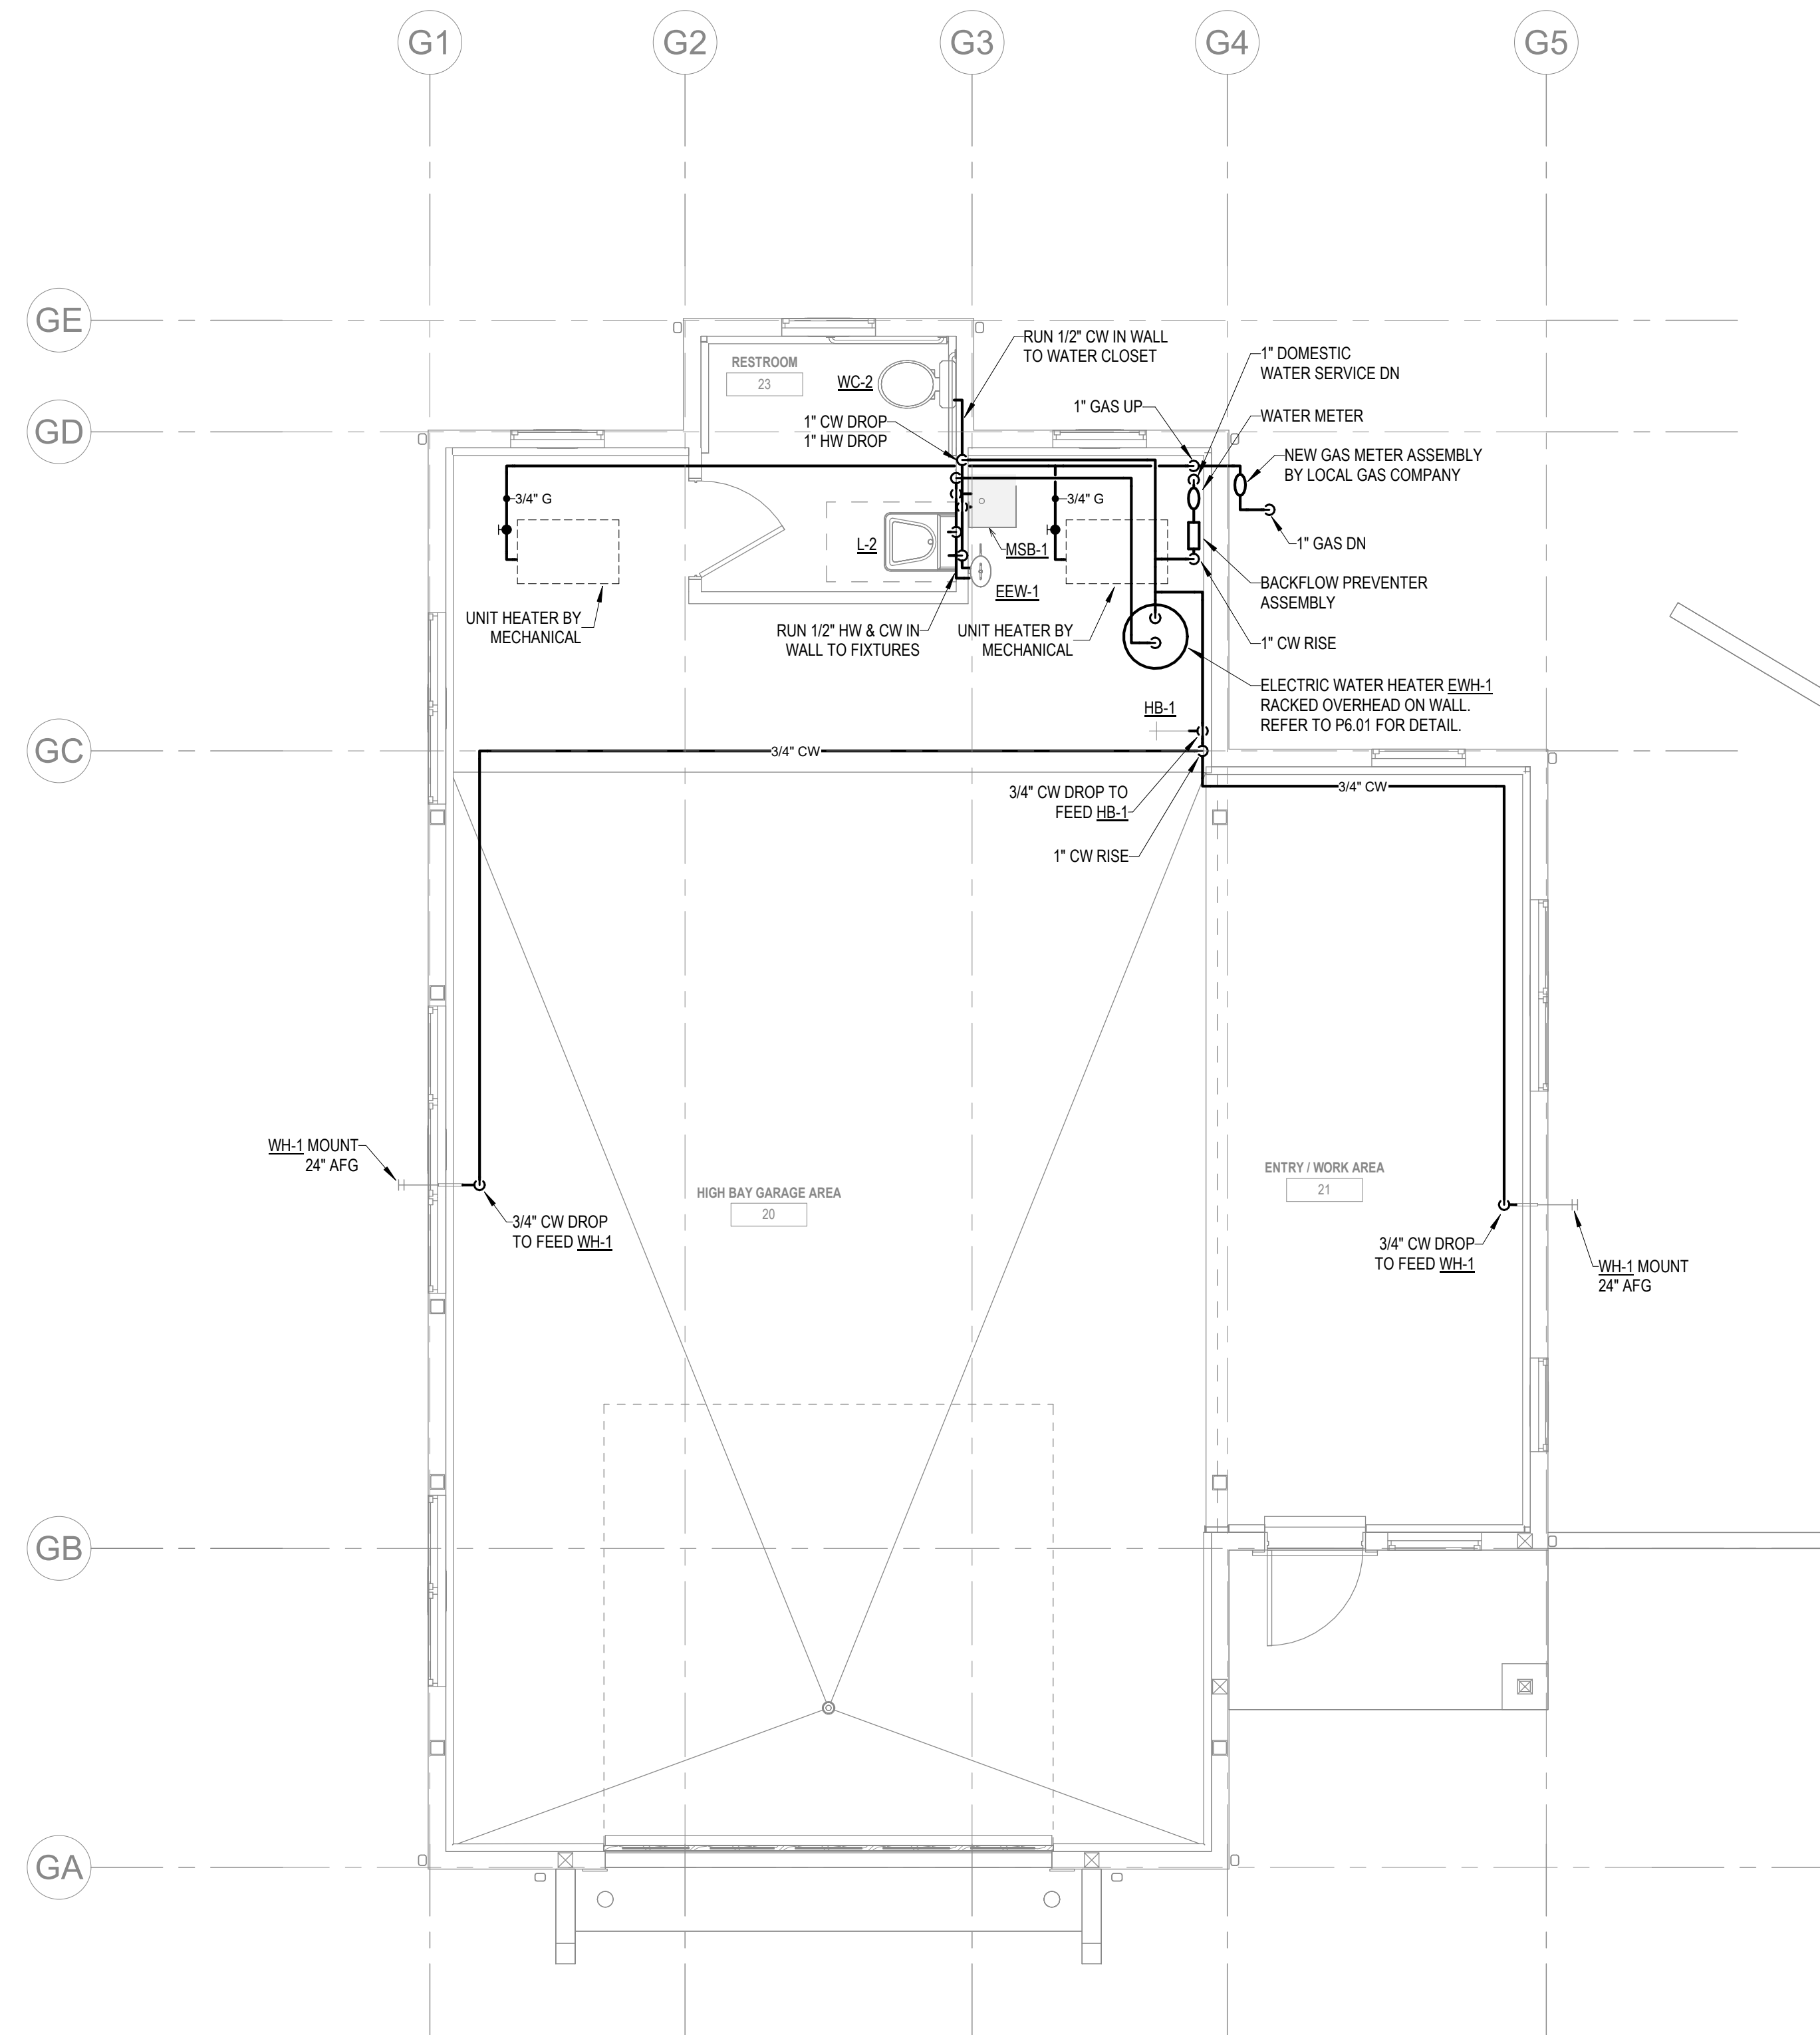 G1
G2
G3
G4
G5
GE
GD
GC
GB
GA
RUN 1/2" CW IN WALL
TO WATER CLOSET
1" DOMESTIC
WATER SERVICE DN
RESTROOM
23
WC-2
1" GAS UP
WATER METER
1" CW DROP
1" HW DROP
NEW GAS METER ASSEMBLY
BY LOCAL GAS COMPANY
3/4" G
3/4" G
1" GAS DN
L-2
MSB-1
EEW-1
BACKFLOW PREVENTER
ASSEMBLY
UNIT HEATER BY
MECHANICAL
RUN 1/2" HW & CW IN
WALL TO FIXTURES
UNIT HEATER BY
MECHANICAL
1" CW RISE
ELECTRIC WATER HEATER EWH-1
RACKED OVERHEAD ON WALL.
REFER TO P6.01 FOR DETAIL.
HB-1
3/4" CW
3/4" CW
3/4" CW DROP TO
FEED HB-1
1" CW RISE
WH-1 MOUNT
24" AFG
3/4" CW DROP
TO FEED WH-1
HIGH BAY GARAGE AREA
20
ENTRY / WORK AREA
21
3/4" CW DROP
TO FEED WH-1
WH-1 MOUNT
24" AFG